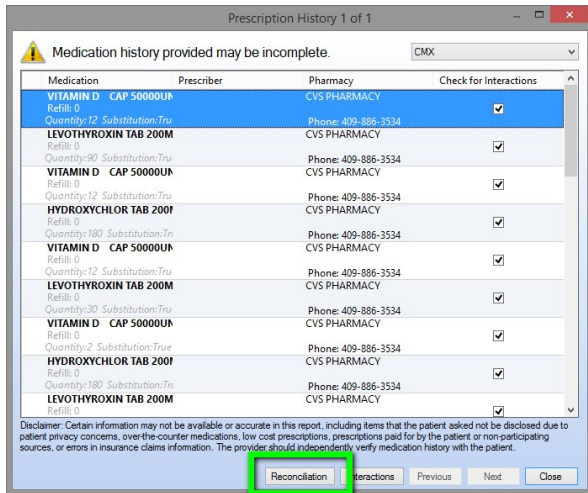 Prescription History 1 of 1
Medication history provided may be incomplete.
CMX
Medication Prescriber Pharmacy Check for Interactions
VITAMIN D CAP 50000UN CVS PHARMACY
Refill: 0
Quantity:12 Substitution:Tru Phone: 409-886-3534
LEVOTHYROXIN TAB 200M CVS PHARMACY
Refill: 0
Quantity:90 Substitution:Tru Phone: 409-886-3534
VITAMIN D CAP 50000UN CVS PHARMACY
Refill: 0
Quantity:12 Substitution:Tru Phone: 409-886-3534
HYDROXYCHLOR TAB 200M CVS PHARMACY
Refill: 0
Quantity:180 Substitution:Tr Phone: 409-886-3534
VITAMIN D CAP 50000UN CVS PHARMACY
Refill: 0
Quantity:12 Substitution:Tru Phone: 409-886-3534
LEVOTHYROXIN TAB 200M CVS PHARMACY
Refill: 0
Quantity:30 Substitution:Tru Phone: 409-886-3534
VITAMIN D CAP 50000UN CVS PHARMACY
Refill: 0
Quantity:2 Substitution:True Phone: 409-886-3534
HYDROXYCHLOR TAB 200M CVS PHARMACY
Refill: 0
Quantity:180 Substitution:Tr Phone: 409-886-3534
LEVOTHYROXIN TAB 200M CVS PHARMACY
Refill: 0
Disclaimer: Certain information may not be available or accurate in this report, including items that the patient asked not be disclosed due to
patient privacy concerns, over-the-counter medications, low cost prescriptions, prescriptions paid for by the patient or non-participating
sources, or errors in insurance claims information. The provider should independently verify medication history with the patient.
Reconciliation teractions Previous Next Close